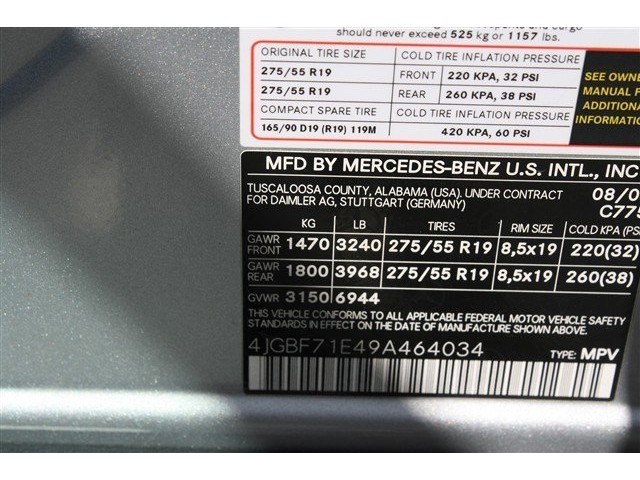 should never exceed 525 kg or 1157 lbs.
ORIGINAL TIRE SIZE COLD TIRE INFLATION PRESSURE
275/55 R19 FRONT 220 KPA, 32 PSI
275/55 R19 REAR 260 KPA, 38 PSI
COMPACT SPARE TIRE COLD TIRE INFLATION PRESSURE
165/90 D19 (R19) 119M 420 KPA, 60 PSI
SEE OWNE
MANUAL F
ADDITIONA
INFORMATIO
MFD BY MERCEDES-BENZ U.S. INTL., INC
TUSCALOOSA COUNTY, ALABAMA (USA). UNDER CONTRACT 08/0
FOR DAIMLER AG, STUTTGART (GERMANY) C775
KG LB TIRES RIM SIZE COLD KPA (PSI
GAWR FRONT 1470 3240 275/55 R19 8,5x19 220(32)
GAWR REAR 1800 3968 275/55 R19 8,5x19 260(38)
GVWR 3150 6944
THIS VEHICLE CONFORMS TO ALL APPLICABLE FEDERAL MOTOR VEHICLE SAFETY
STANDARDS IN EFFECT ON THE DATE OF MANUFACTURE SHOWN ABOVE.
4JGBF71E49A464034 TYPE: MPV